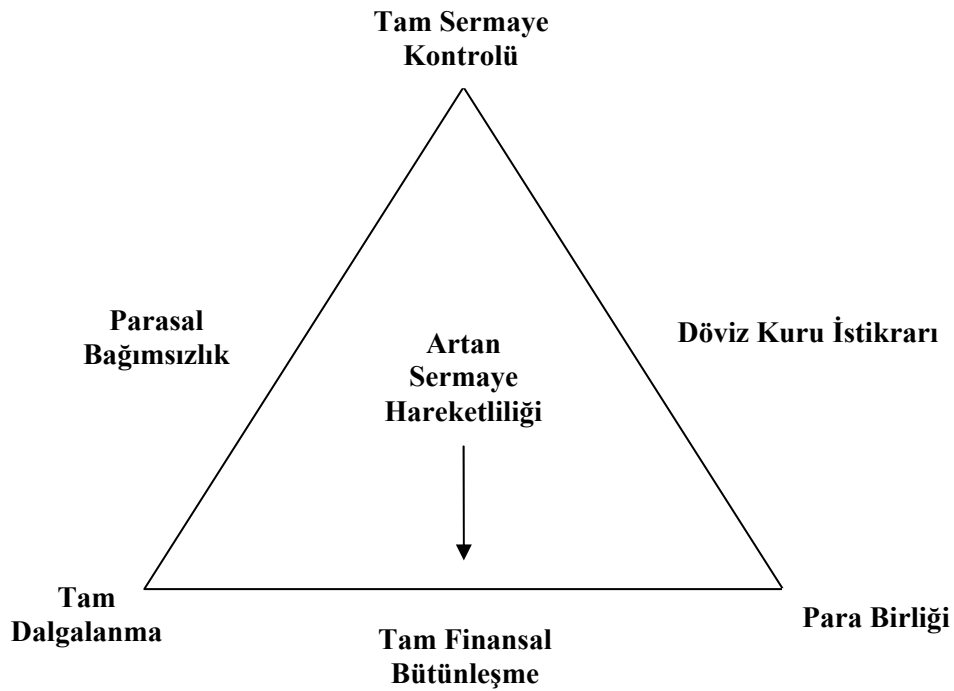 Tam Sermaye
Kontrolü
Parasal
Bağımsızlık
Artan
Sermaye
Hareketliliği
Döviz Kuru İstikrarı
Tam
Dalgalanma
Tam Finansal
Bütünleşme
Para Birliği